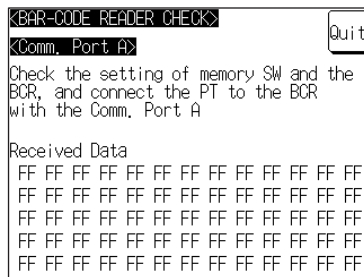 <BAR-CODE READER CHECK>
Quit
<Comm. Port A>
Check the setting of memory SW and the
BCR, and connect the PT to the BCR
with the Comm. Port A
Received Data
FF FF FF FF FF FF FF FF FF FF FF FF FF
FF FF FF FF FF FF FF FF FF FF FF FF FF
FF FF FF FF FF FF FF FF FF FF FF FF FF
FF FF FF FF FF FF FF FF FF FF FF FF FF
FF FF FF FF FF FF FF FF FF FF FF FF FF